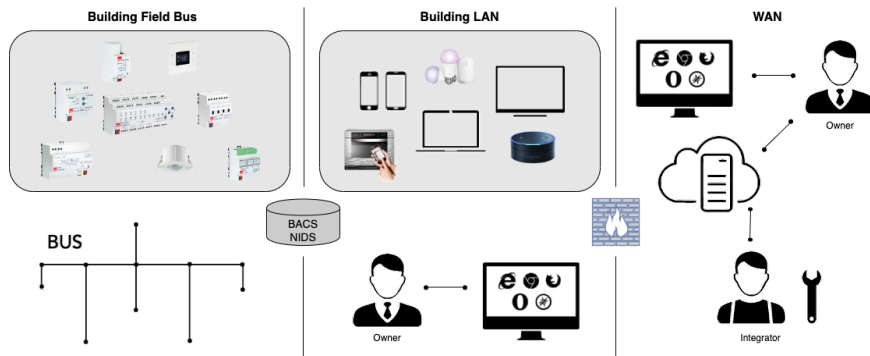 Building Field Bus
Building LAN
WAN
Owner
BACS
NIDS
BUS
Owner
Integrator